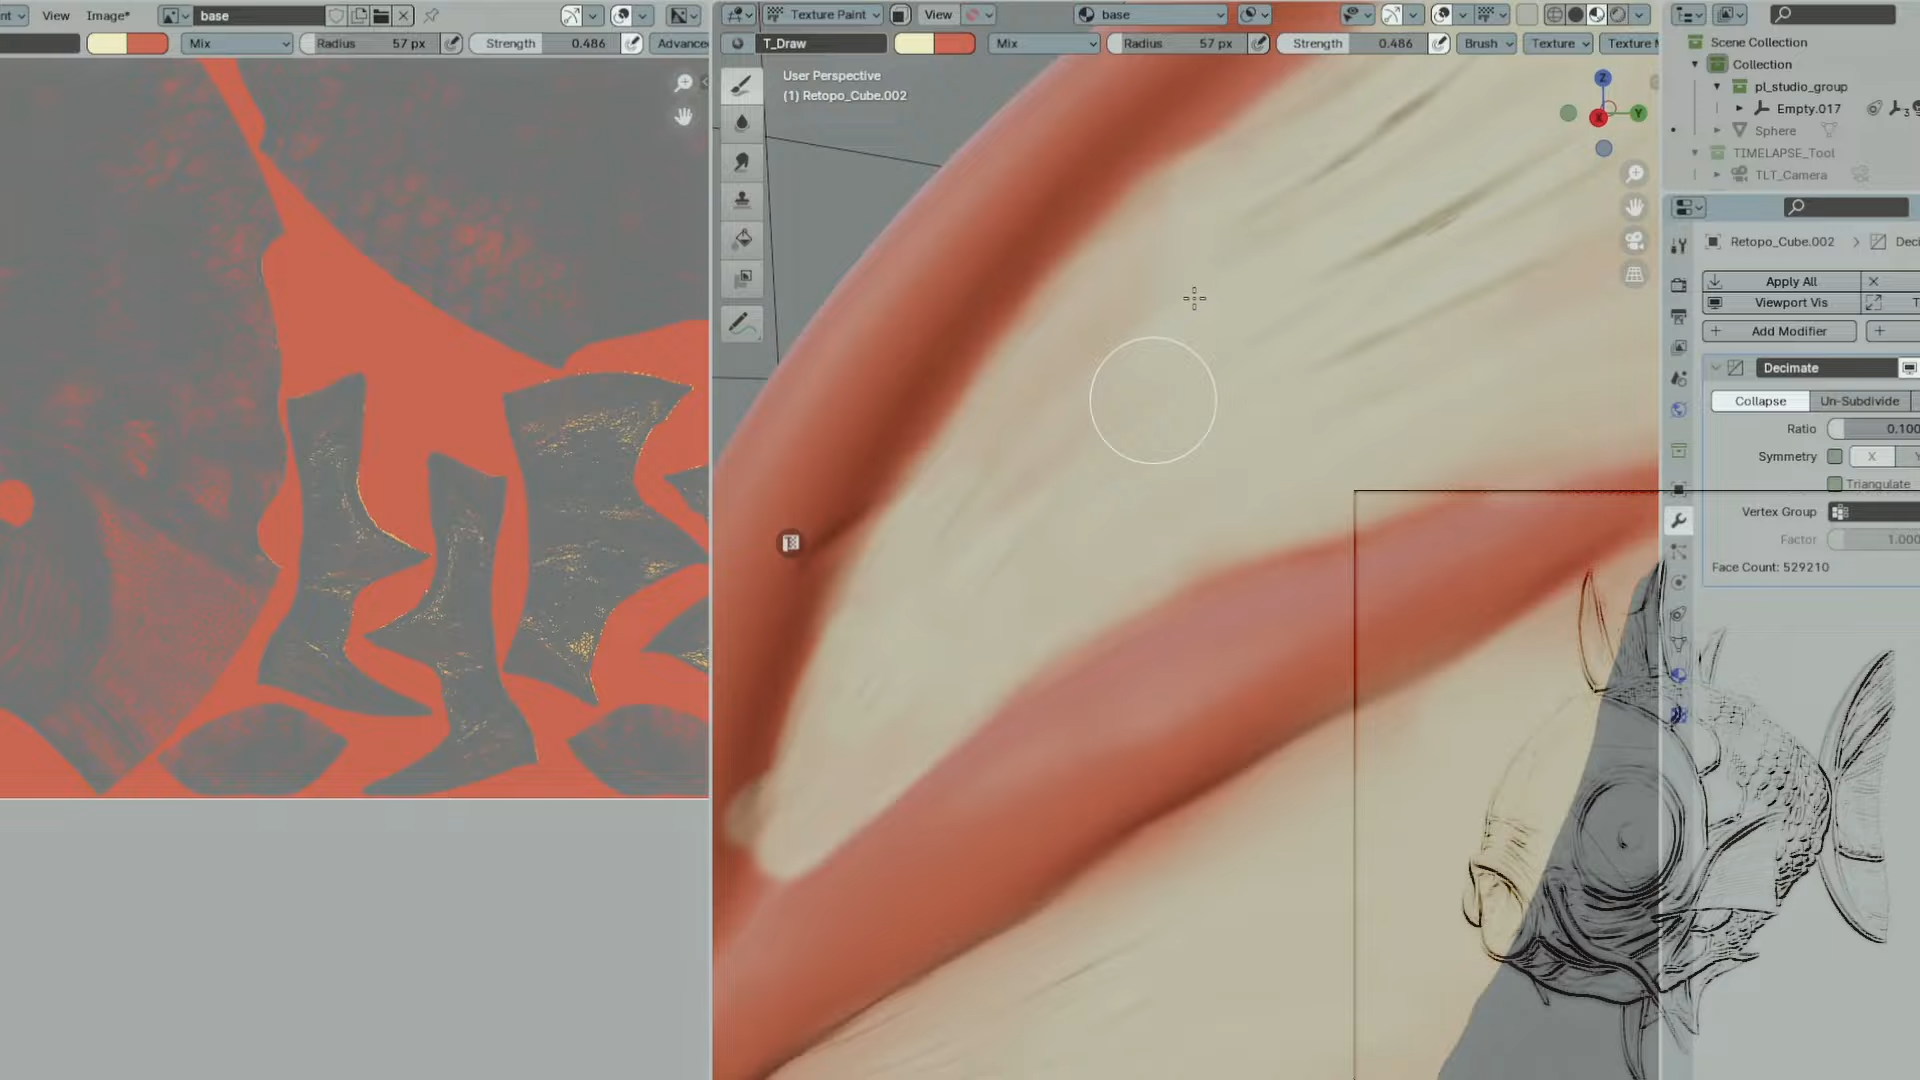 View
Image*
base
Mix
Radius 57 px
Strength 0.486
Texture Paint
View
base
T_Draw
Mix
Radius 57 px
Strength 0.486
Brush
Texture
User Perspective
(1) Retopo_Cube.002
Z
Y
X
Scene Collection
Collection
pl_studio_group
Empty.017
3
Sphere
TIMELAPSE_Tool
TLT_Camera
Retopo_Cube.002
Apply All
Viewport Vis
Add Modifier
Decimate
Collapse
Un-Subdivide
Ratio 0.100
Symmetry X
Triangulate
Vertex Group
Factor 1.000
Face Count: 529210